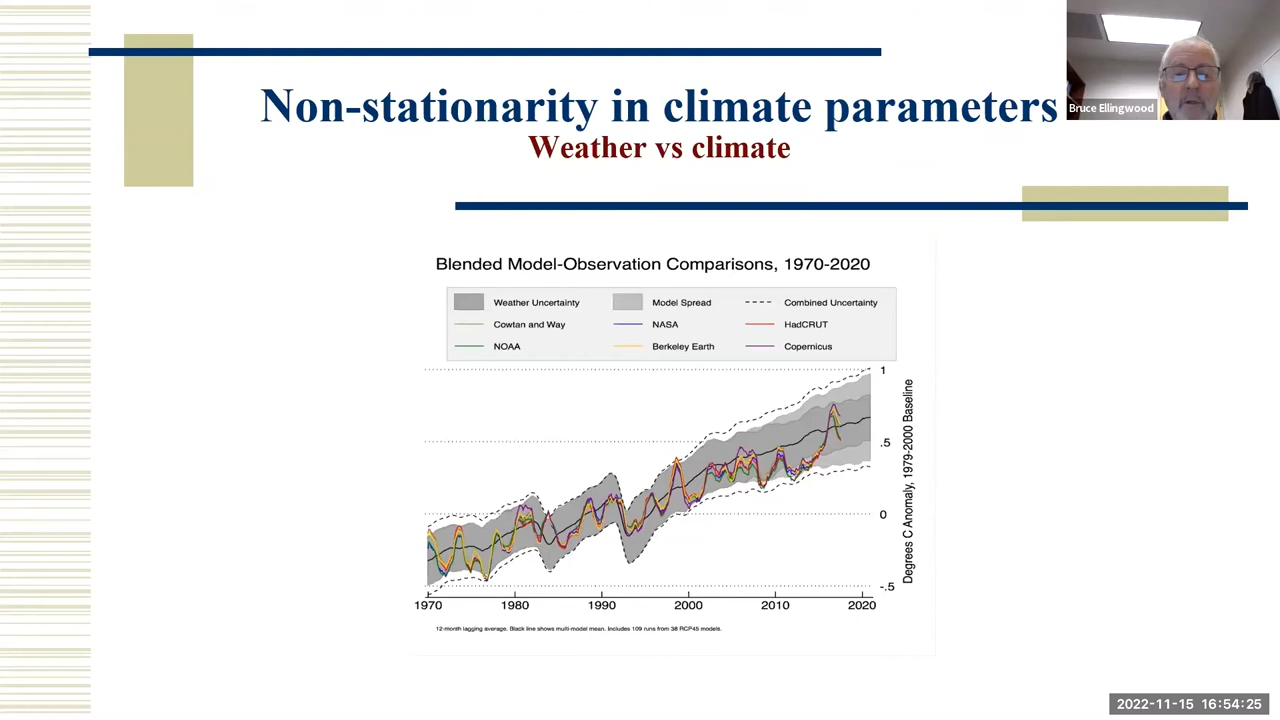 Non-stationarity in climate parameters
Weather vs climate
Bruce Ellingwood
Blended Model-Observation Comparisons, 1970-2020
Weather Uncertainty Model Spread Combined Uncertainty
Cowtan and Way NASA HadCRUT
NOAA Berkeley Earth Copernicus
1
.5
0
-.5
Degrees C Anomaly, 1979-2000 Baseline
1970 1980 1990 2000 2010 2020
12-month lagging average. Black line shows multi-model mean. Includes 109 runs from 38 RCP45 models.
2022-11-15 16:54:25